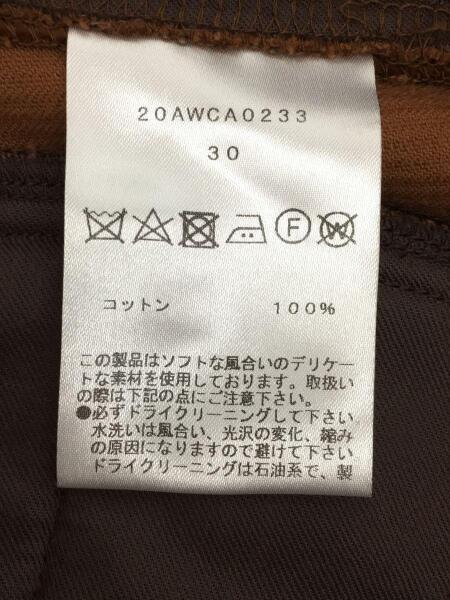 20AWCA0233
30
F W
コットン 100%
この製品はソフトな風合いのデリケー
トな素材を使用しております。取扱い
の際は下記の点にご注意下さい。
●必ずドライクリーニングして下さい
水洗いは風合い、光沢の変化、縮み
の原因になりますので避けて下さい
ドライクリーニングは石油系で、製